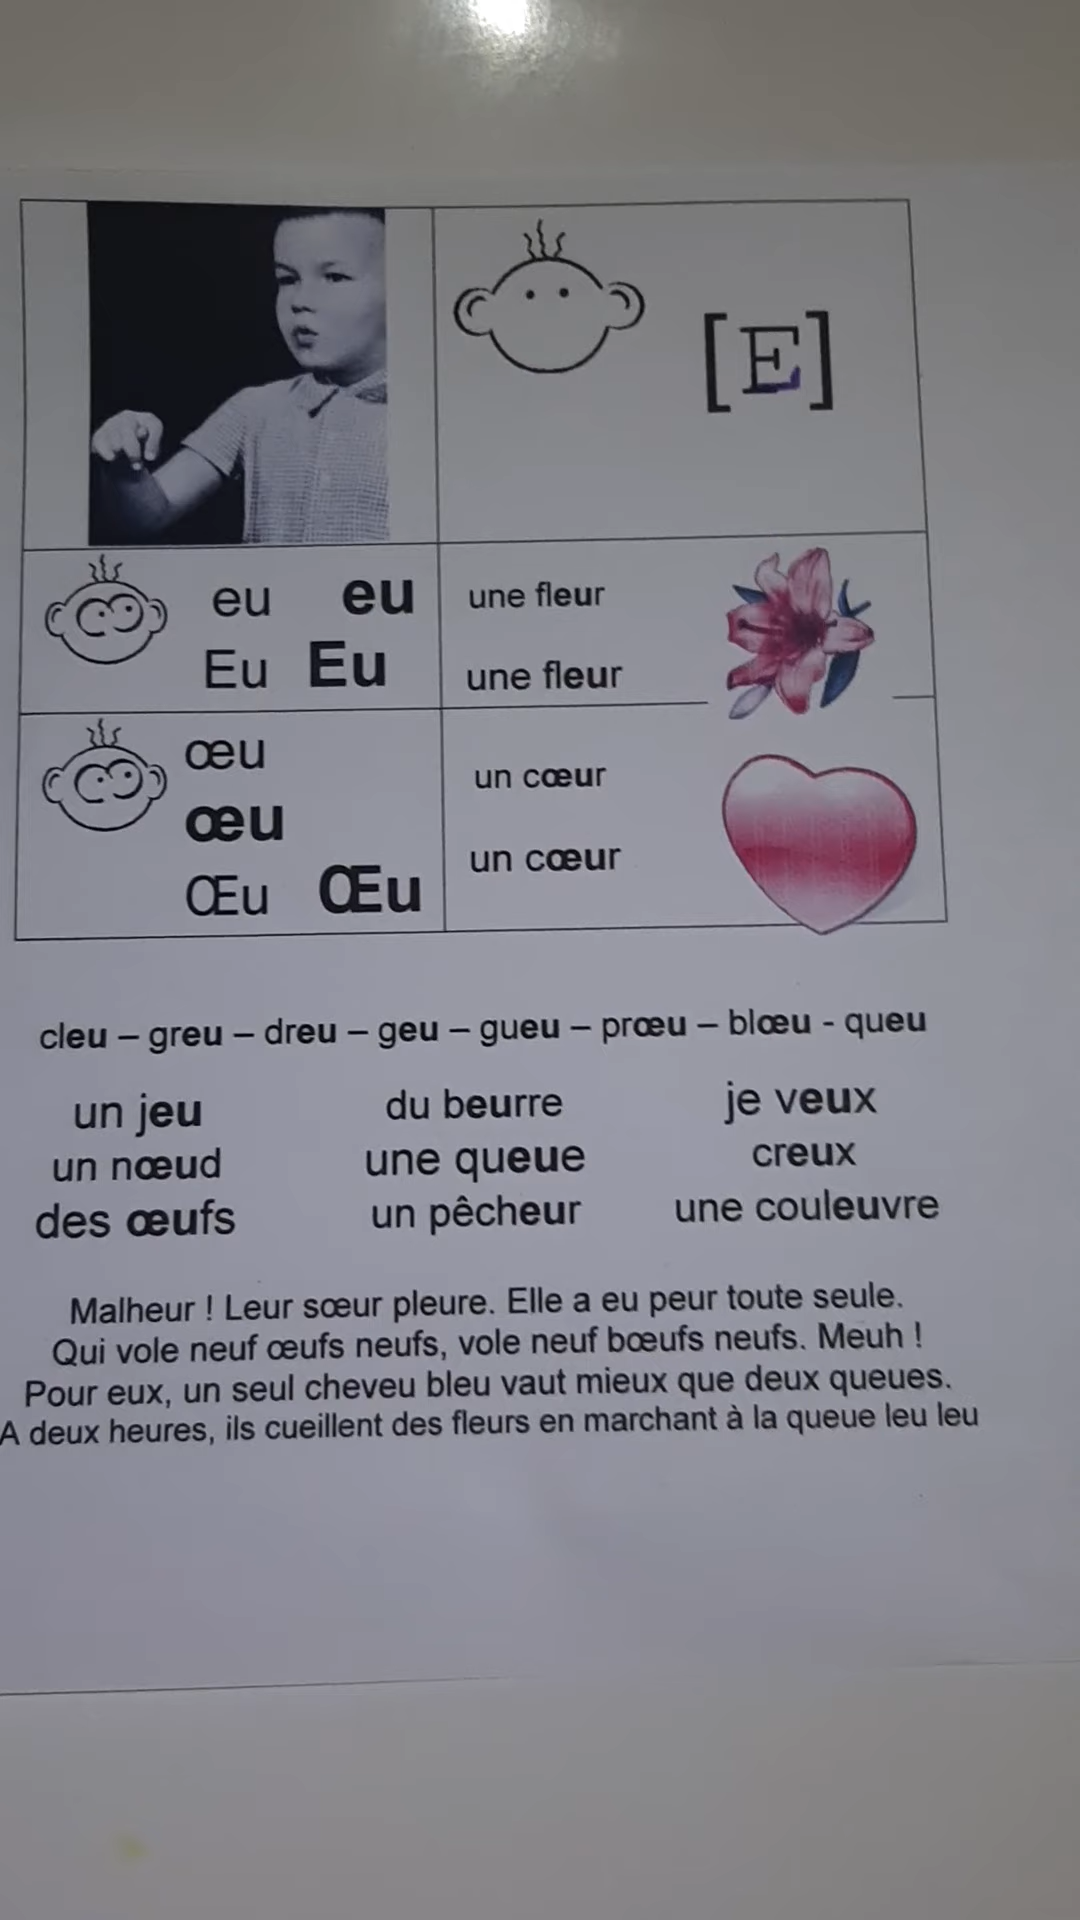 [E]
eu eu
Eu Eu
une fleur
une fleur
œu
œu
Œu Œu
un cœur
un cœur
cleu – greu – dreu – geu – gueu – prœu – blœu - queu
un jeu du beurre je veux
un nœud une queue creux
des œufs un pêcheur une couleuvre
Malheur ! Leur sœur pleure. Elle a eu peur toute seule.
Qui vole neuf œufs neufs, vole neuf bœufs neufs. Meuh !
Pour eux, un seul cheveu bleu vaut mieux que deux queues.
A deux heures, ils cueillent des fleurs en marchant à la queue leu leu